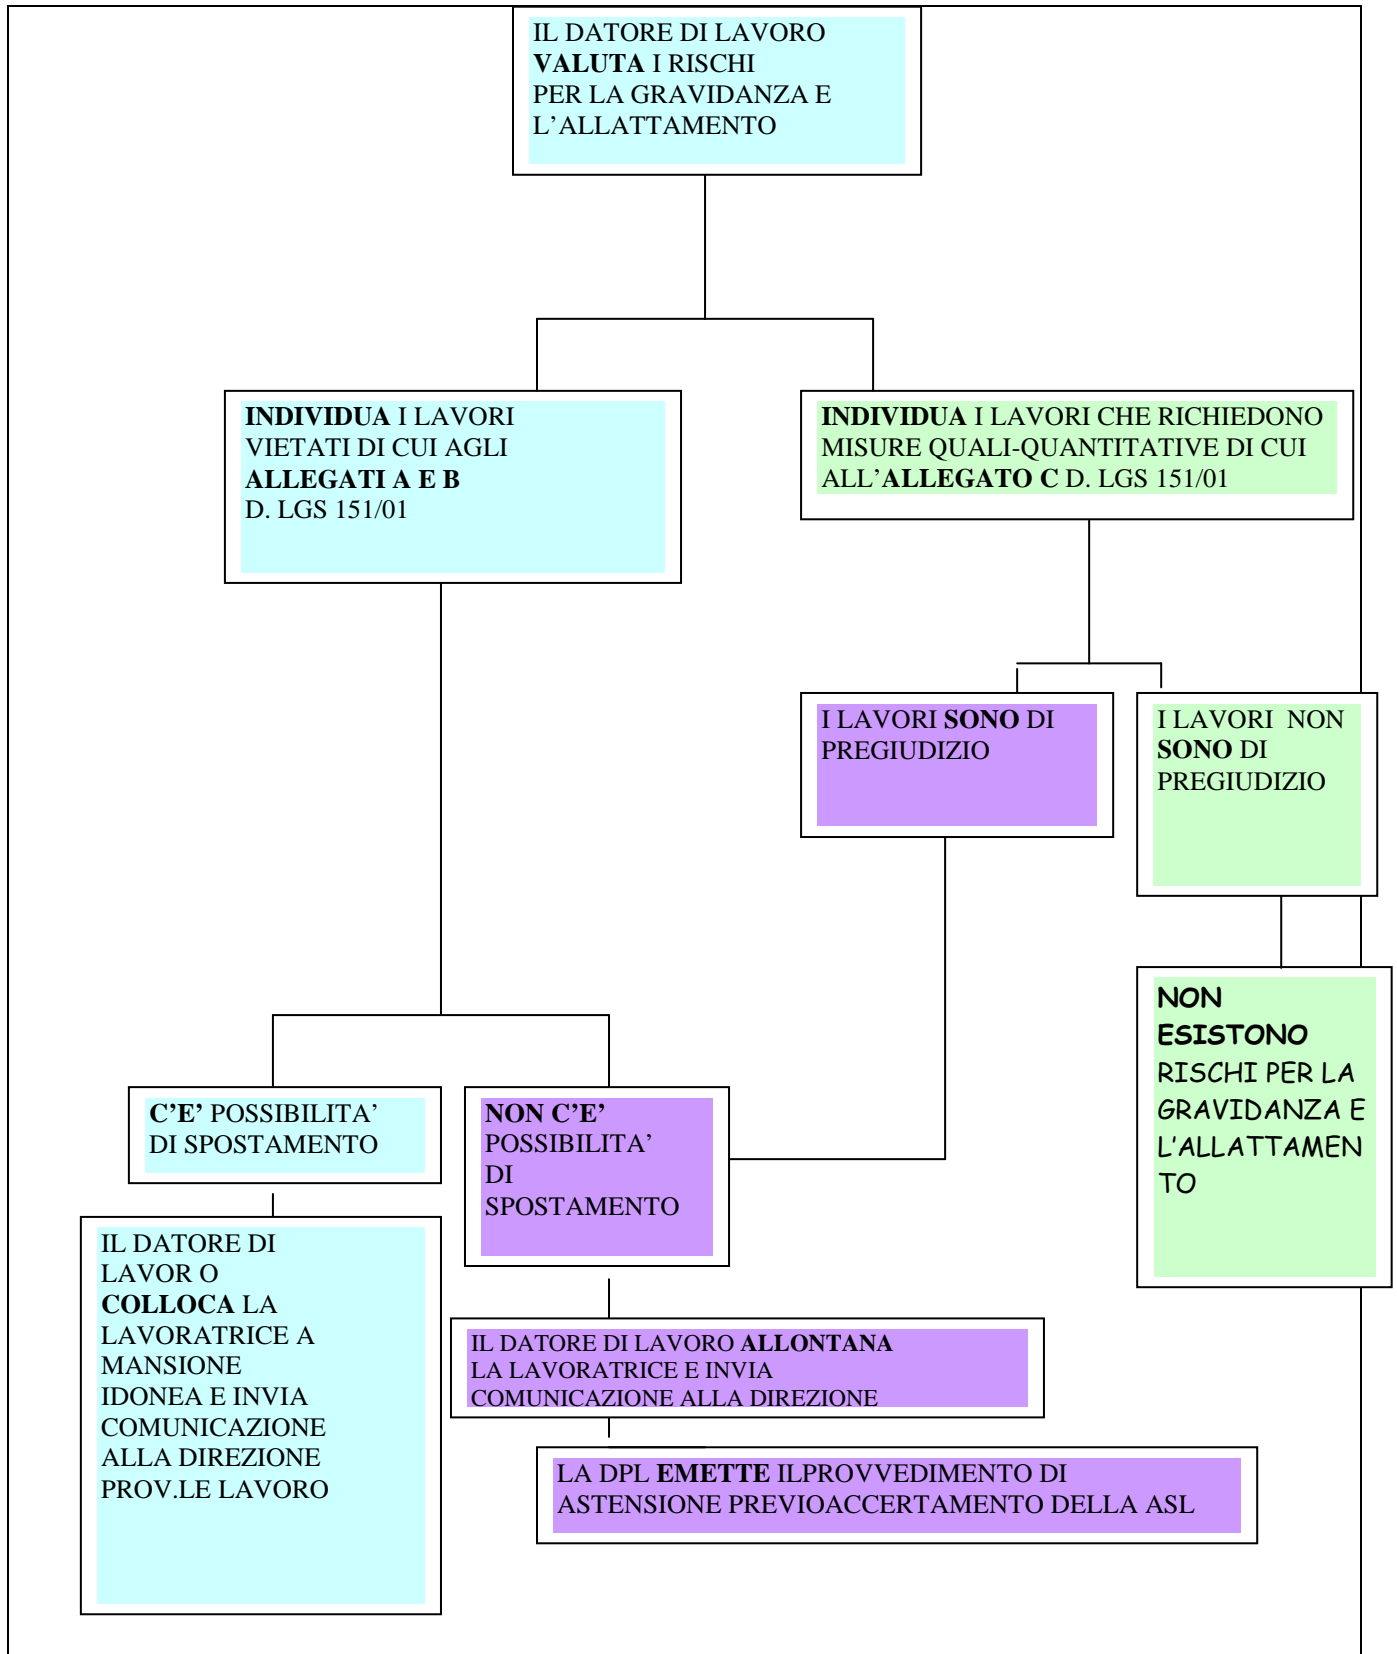 IL DATORE DI LAVORO
VALUTA I RISCHI
PER LA GRAVIDANZA E
L’ALLATTAMENTO
INDIVIDUA I LAVORI
VIETATI DI CUI AGLI
ALLEGATI A E B
D. LGS 151/01
INDIVIDUA I LAVORI CHE RICHIEDONO
MISURE QUALI-QUANTITATIVE DI CUI
ALL’ALLEGATO C D. LGS 151/01
I LAVORI SONO DI
PREGIUDIZIO
I LAVORI NON
SONO DI
PREGIUDIZIO
NON
ESISTONO
RISCHI PER LA
GRAVIDANZA E
L’ALLATTAMEN
TO
C’E’ POSSIBILITA’
DI SPOSTAMENTO
NON C’E’
POSSIBILITA’
DI
SPOSTAMENTO
IL DATORE DI
LAVOR O
COLLOCA LA
LAVORATRICE A
MANSIONE
IDONEA E INVIA
COMUNICAZIONE
ALLA DIREZIONE
PROV.LE LAVORO
IL DATORE DI LAVORO ALLONTANA
LA LAVORATRICE E INVIA
COMUNICAZIONE ALLA DIREZIONE
LA DPL EMETTE ILPROVVEDIMENTO DI
ASTENSIONE PREVIOACCERTAMENTO DELLA ASL